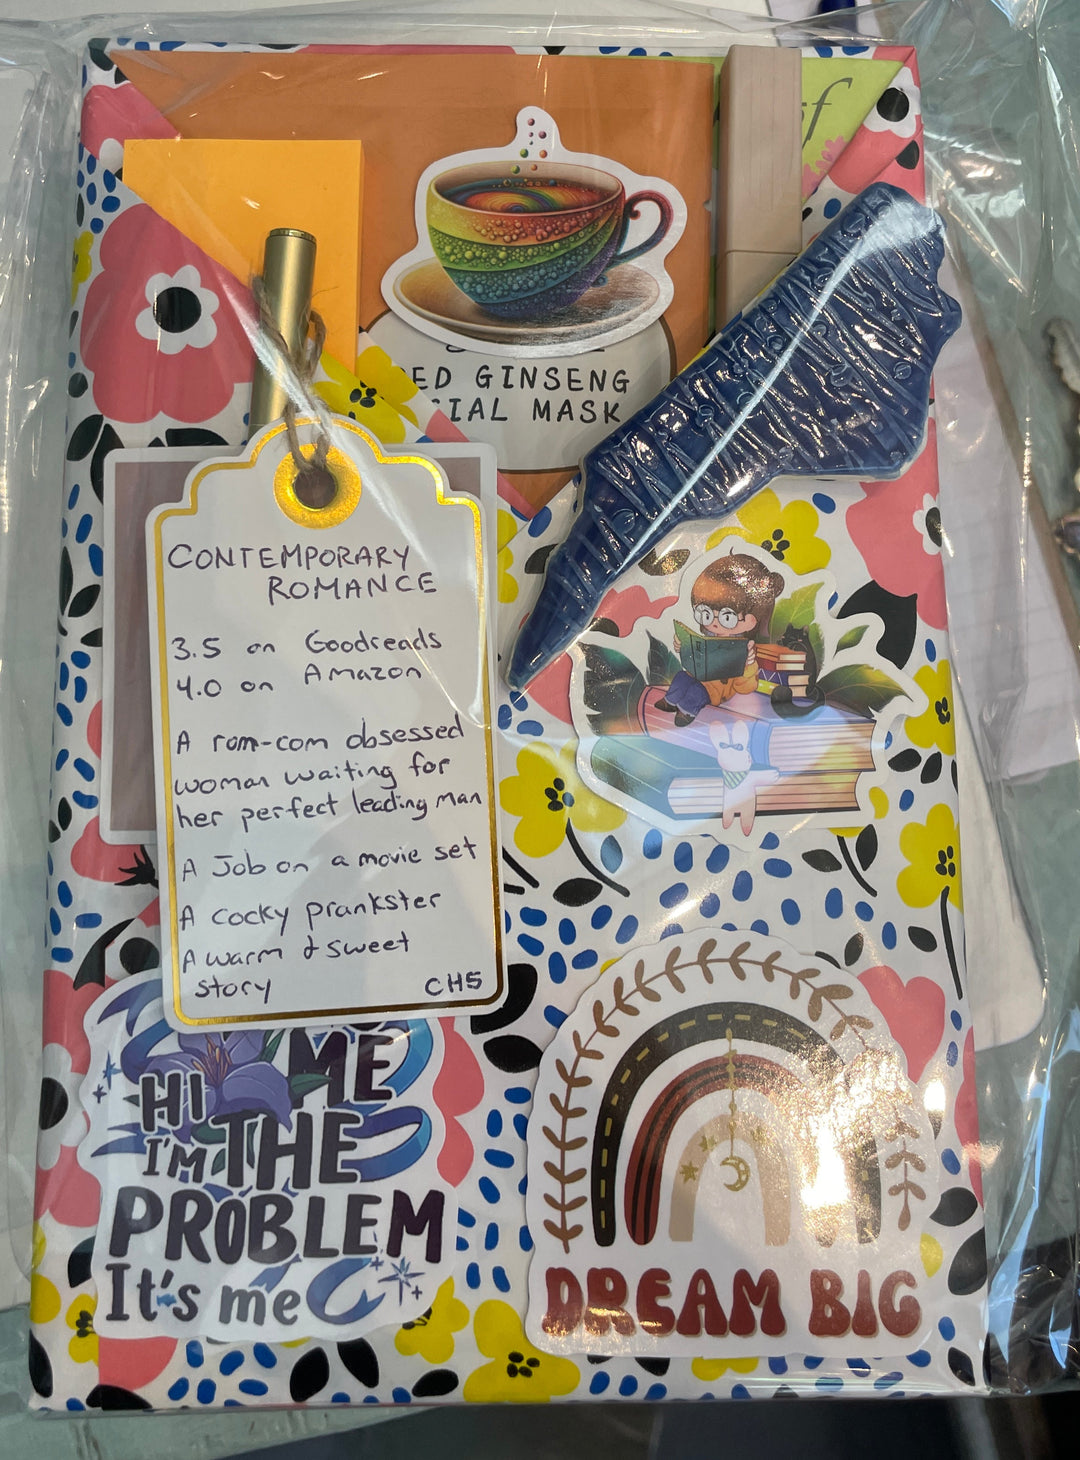 of
ED GINSENG
CIAL MASK
CONTEMPORARY
ROMANCE
3.5 on Goodreads
4.0 on Amazon
A rom-com obsessed
woman waiting for
her perfect leading man
A Job on a movie set
A cocky prankster
A warm & sweet
story
CH5
ME
HI
I'M THE
PROBLEM
It's me
DREAM BIG